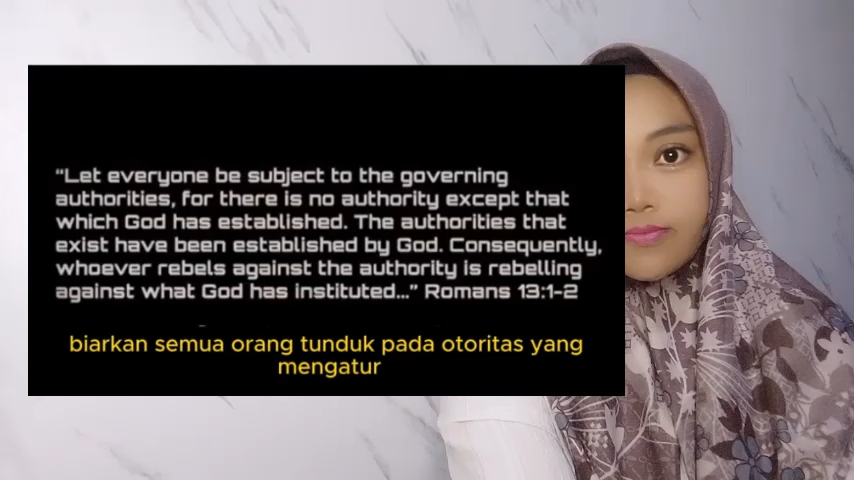 “Let everyone be subject to the governing
authorities, for there is no authority except that
which God has established. The authorities that
exist have been established by God. Consequently,
whoever rebels against the authority is rebelling
against what God has instituted...” Romans 13:1-2
biarkan semua orang tunduk pada otoritas yang
mengatur